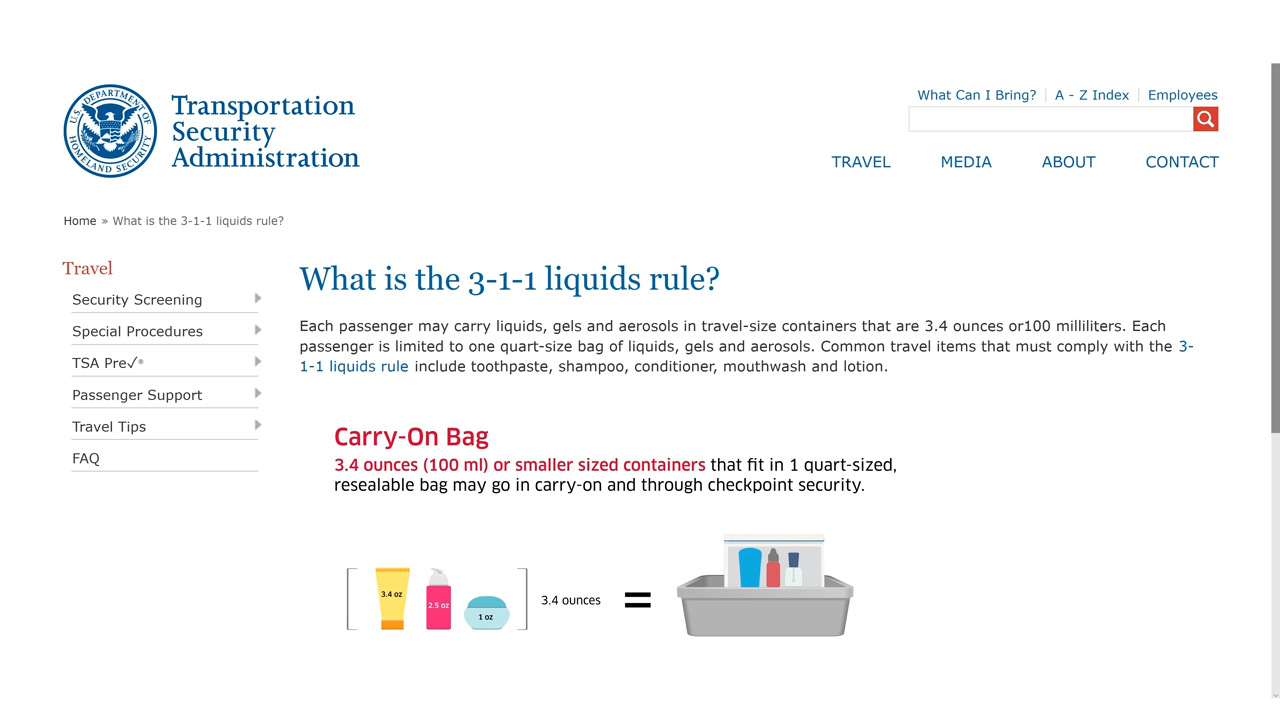 U.S. DEPARTMENT OF
HOMELAND SECURITY
Transportation
Security
Administration
What Can I Bring?
A - Z Index
Employees
TRAVEL
MEDIA
ABOUT
CONTACT
Home » What is the 3-1-1 liquids rule?
Travel
Security Screening
Special Procedures
TSA Pre✓®
Passenger Support
Travel Tips
FAQ
What is the 3-1-1 liquids rule?
Each passenger may carry liquids, gels and aerosols in travel-size containers that are 3.4 ounces or100 milliliters. Each
passenger is limited to one quart-size bag of liquids, gels and aerosols. Common travel items that must comply with the 3-
1-1 liquids rule include toothpaste, shampoo, conditioner, mouthwash and lotion.
Carry-On Bag
3.4 ounces (100 ml) or smaller sized containers that fit in 1 quart-sized,
resealable bag may go in carry-on and through checkpoint security.
3.4 oz
2.5 oz
1 oz
3.4 ounces
=